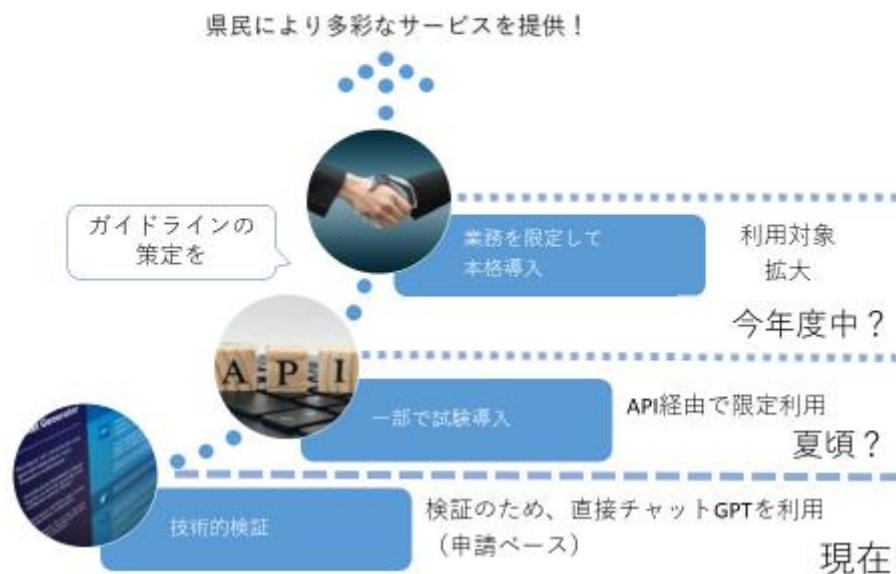 県民により多彩なサービスを提供！
ガイドラインの
策定を
業務を限定して
本格導入
利用対象
拡大
今年度中？
API
一部で試験導入
API経由で限定利用
夏頃？
Generator
技術的検証
検証のため、直接チャットGPTを利用
（申請ベース）
現在